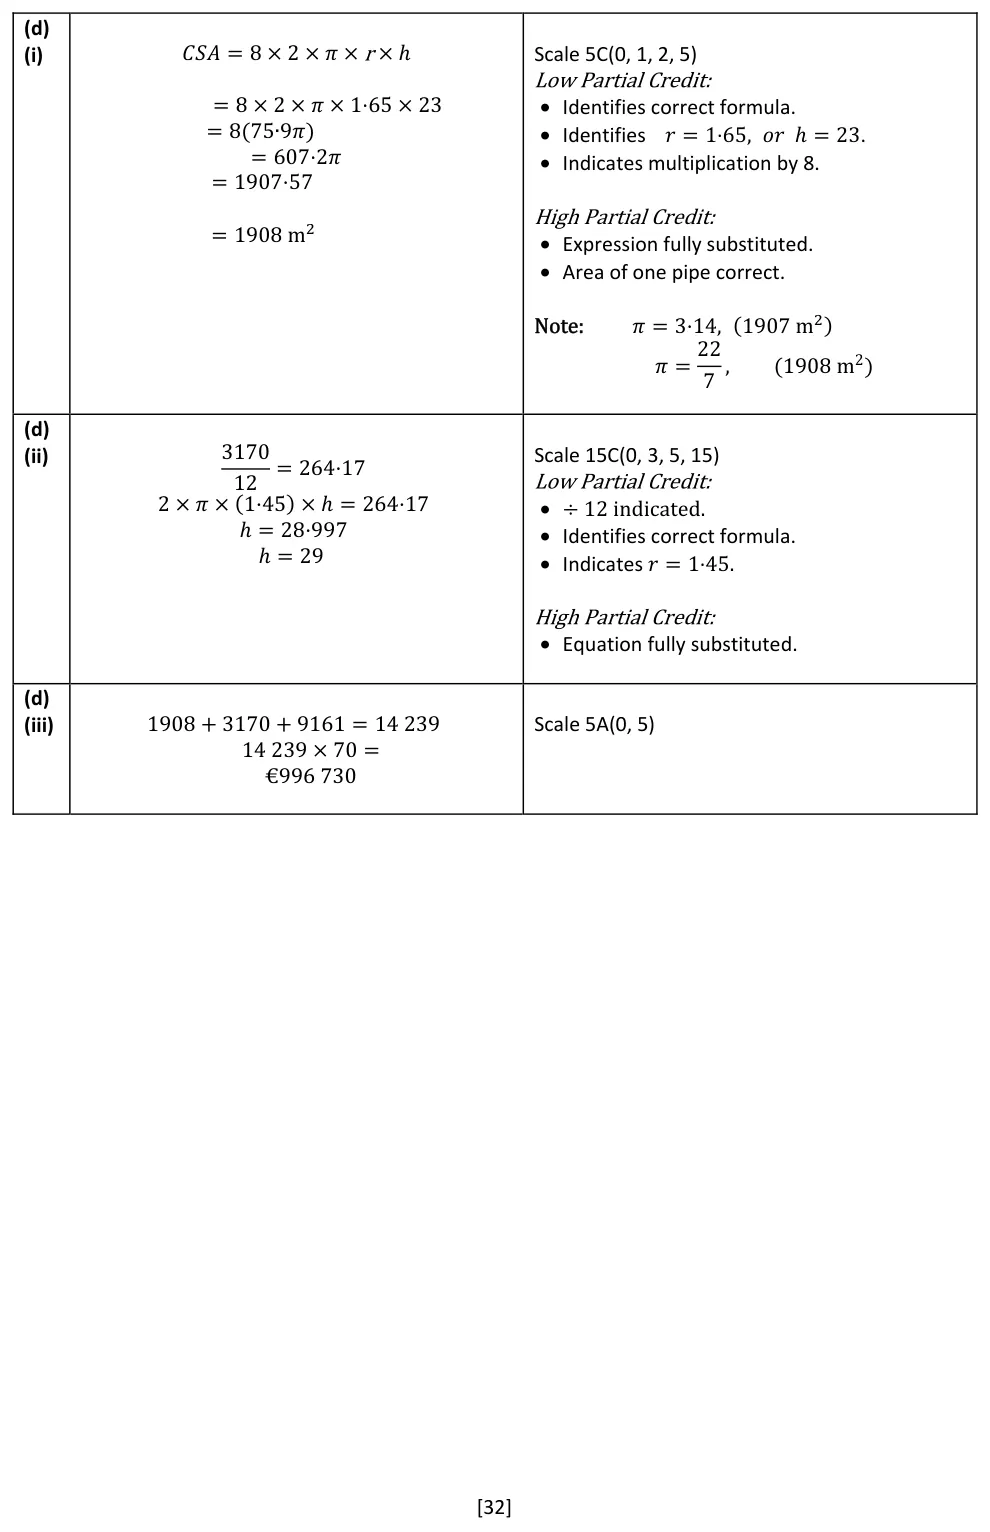 (d)
(i)
CSA = 8 × 2 × π × r × h
= 8 × 2 × π × 1·65 × 23
= 8(75·9π)
= 607·2π
= 1907·57
= 1908 m²
Scale 5C(0, 1, 2, 5)
Low Partial Credit:
• Identifies correct formula.
• Identifies r = 1·65, or h = 23.
• Indicates multiplication by 8.
High Partial Credit:
• Expression fully substituted.
• Area of one pipe correct.
Note: π = 3·14, (1907 m²)
π = 22/7, (1908 m²)
(d)
(ii)
3170/12 = 264·17
2 × π × (1·45) × h = 264·17
h = 28·997
h = 29
Scale 15C(0, 3, 5, 15)
Low Partial Credit:
• ÷ 12 indicated.
• Identifies correct formula.
• Indicates r = 1·45.
High Partial Credit:
• Equation fully substituted.
(d)
(iii)
1908 + 3170 + 9161 = 14 239
14 239 × 70 =
€996 730
Scale 5A(0, 5)
[32]